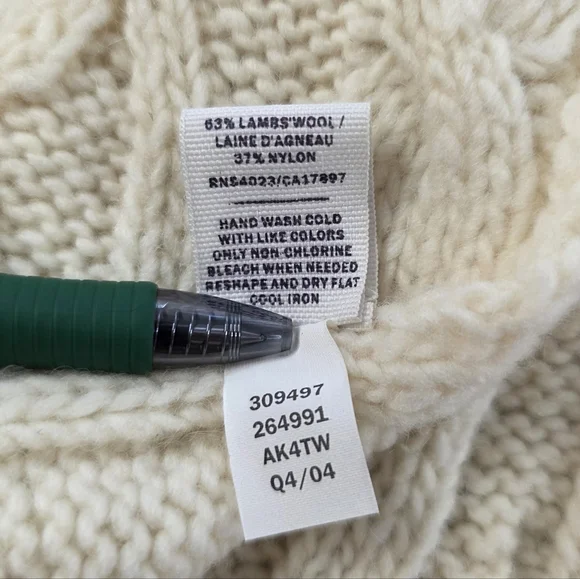 63% LAMBS'WOOL/
LAINE D'AGNEAU
37% NYLON
RN54023/CA17897
HAND WASH COLD
WITH LIKE COLORS
ONLY NON-CHLORINE
BLEACH WHEN NEEDED
RESHAPE AND DRY FLAT
COOL IRON
309497
264991
AK4TW
Q4/04